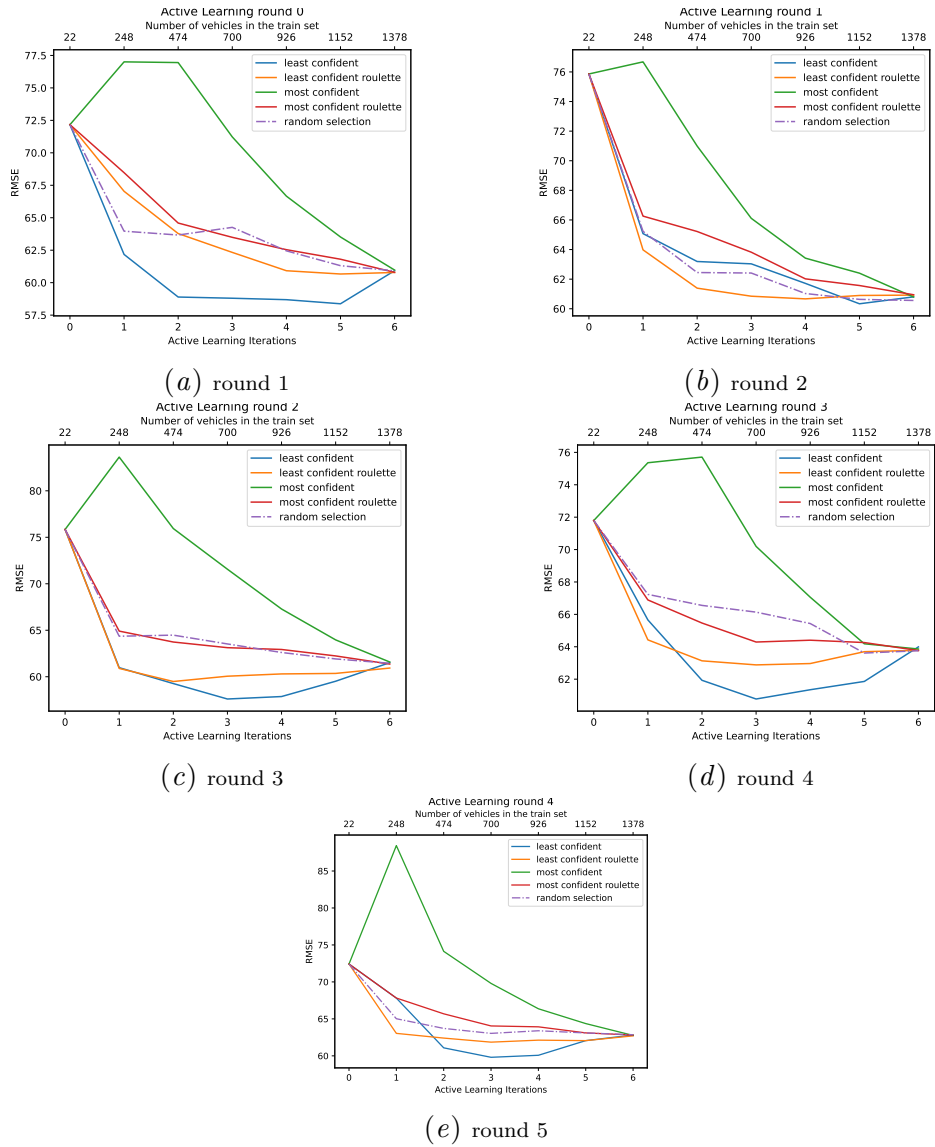 Active Learning round 0
Number of vehicles in the train set
22 248 474 700 926 1152 1378
77.5
75.0
72.5
70.0
67.5
65.0
62.5
60.0
57.5
RMSE
least confident
least confident roulette
most confident
most confident roulette
random selection
0 1 2 3 4 5 6
Active Learning Iterations
(a) round 1
Active Learning round 1
Number of vehicles in the train set
22 248 474 700 926 1152 1378
76
74
72
70
68
66
64
62
60
RMSE
least confident
least confident roulette
most confident
most confident roulette
random selection
0 1 2 3 4 5 6
Active Learning Iterations
(b) round 2
Active Learning round 2
Number of vehicles in the train set
22 248 474 700 926 1152 1378
80
75
70
65
60
RMSE
least confident
least confident roulette
most confident
most confident roulette
random selection
0 1 2 3 4 5 6
Active Learning Iterations
(c) round 3
Active Learning round 3
Number of vehicles in the train set
22 248 474 700 926 1152 1378
76
74
72
70
68
66
64
62
RMSE
least confident
least confident roulette
most confident
most confident roulette
random selection
0 1 2 3 4 5 6
Active Learning Iterations
(d) round 4
Active Learning round 4
Number of vehicles in the train set
22 248 474 700 926 1152 1378
85
80
75
70
65
60
RMSE
least confident
least confident roulette
most confident
most confident roulette
random selection
0 1 2 3 4 5 6
Active Learning Iterations
(e) round 5